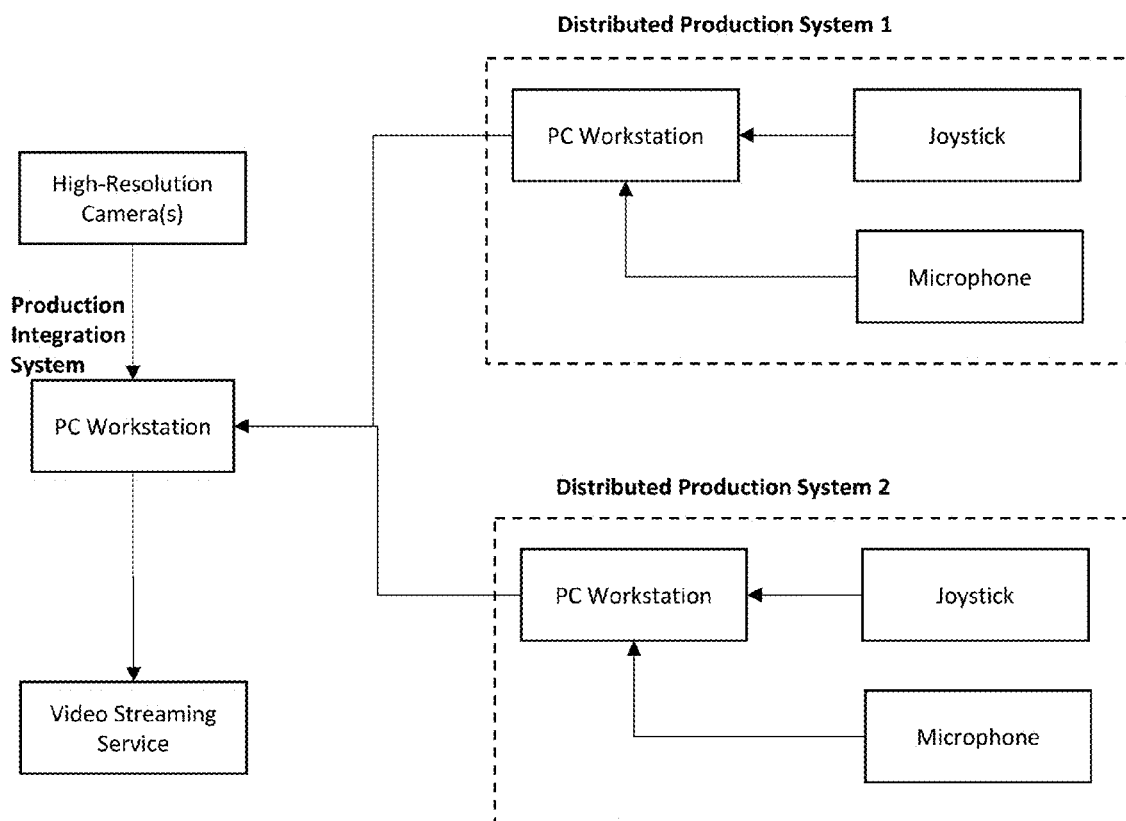 Distributed Production System 1
PC Workstation
Joystick
Microphone
High-Resolution
Camera(s)
Production
Integration
System
PC Workstation
Video Streaming
Service
Distributed Production System 2
PC Workstation
Joystick
Microphone